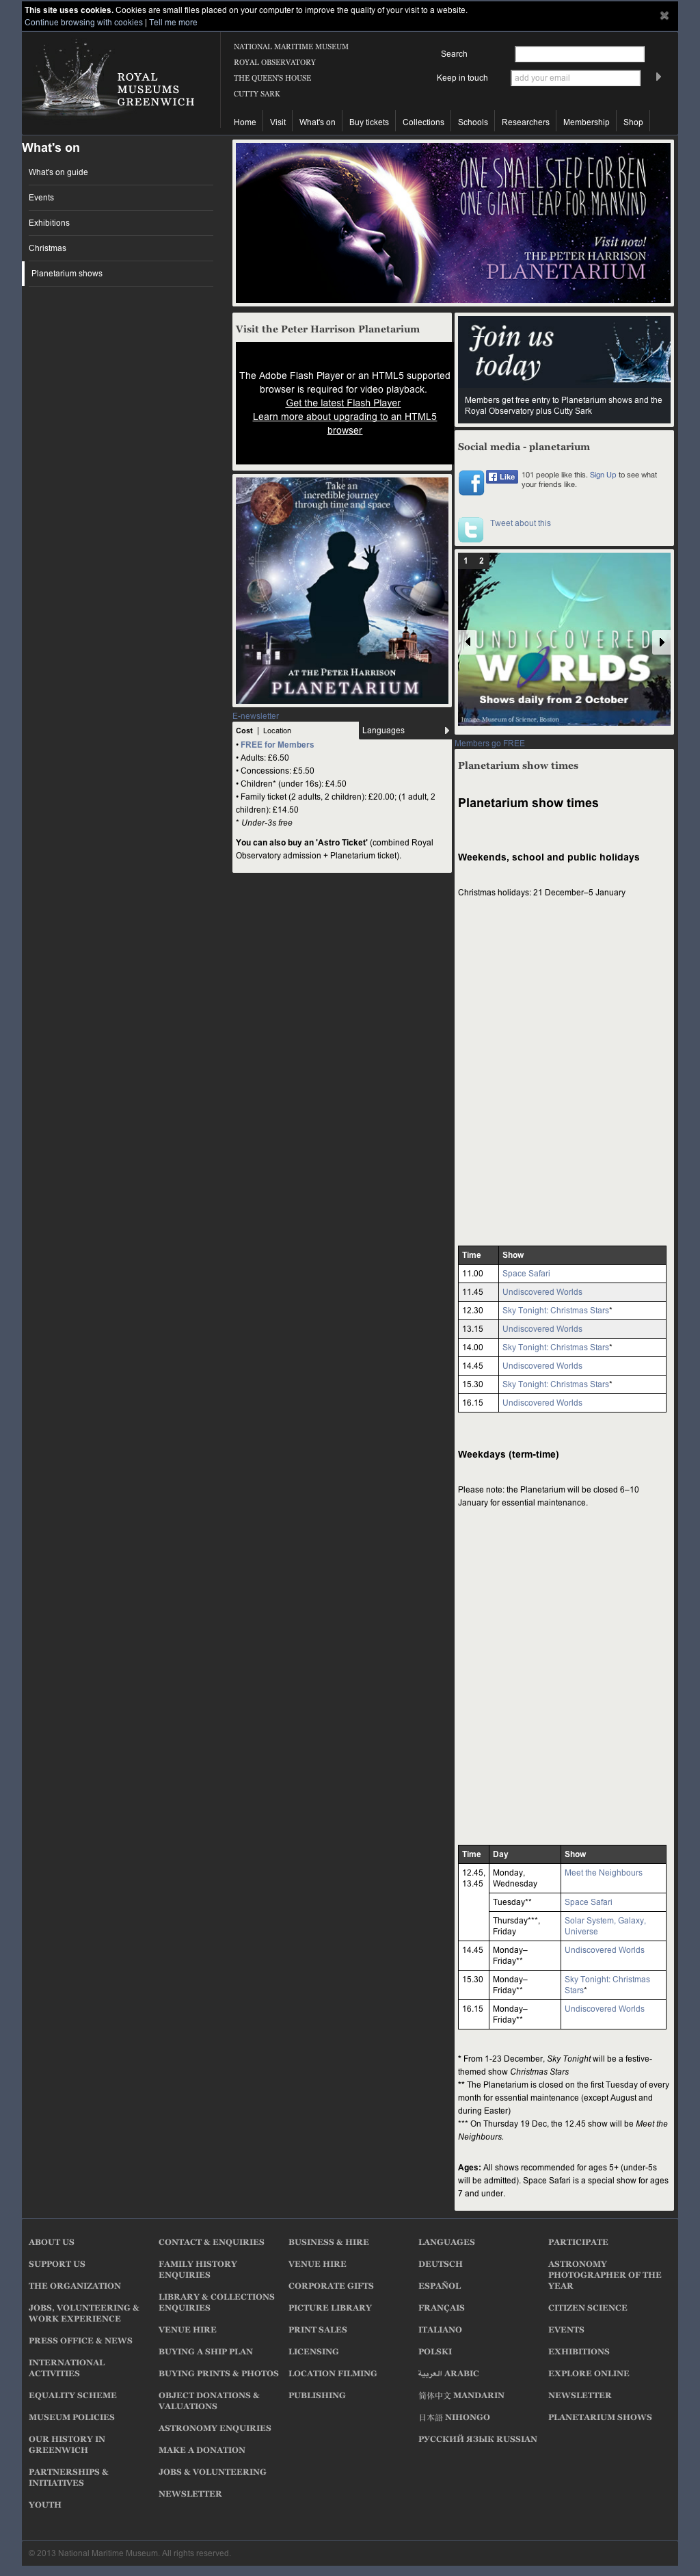 This site uses cookies. Cookies are small files placed on your computer to improve the quality of your visit to a website.
Continue browsing with cookies | Tell me more
ROYAL
MUSEUMS
GREENWICH
NATIONAL MARITIME MUSEUM
ROYAL OBSERVATORY
THE QUEEN'S HOUSE
CUTTY SARK
Search
Keep in touch
add your email
Home
Visit
What's on
Buy tickets
Collections
Schools
Researchers
Membership
Shop
What's on
What's on guide
Events
Exhibitions
Christmas
Planetarium shows
ONE SMALL STEP FOR BEN
ONE GIANT LEAP FOR MANKIND
Visit now!
THE PETER HARRISON
PLANETARIUM
Visit the Peter Harrison Planetarium
The Adobe Flash Player or an HTML5 supported
browser is required for video playback.
Get the latest Flash Player
Learn more about upgrading to an HTML5
browser
Take an
incredible journey
through time and space
AT THE PETER HARRISON
PLANETARIUM
E-newsletter
Cost | Location
Languages
• FREE for Members
• Adults: £6.50
• Concessions: £5.50
• Children* (under 16s): £4.50
• Family ticket (2 adults, 2 children): £20.00; (1 adult, 2
children): £14.50
* Under-3s free
You can also buy an 'Astro Ticket' (combined Royal
Observatory admission + Planetarium ticket).
Join us
today
Members get free entry to Planetarium shows and the
Royal Observatory plus Cutty Sark
Social media - planetarium
Like
101 people like this. Sign Up to see what
your friends like.
Tweet about this
1 2
UNDISCOVERED
WORLDS
Shows daily from 2 October
Image: Museum of Science, Boston
Members go FREE
Planetarium show times
Planetarium show times
Weekends, school and public holidays
Christmas holidays: 21 December–5 January
Time Show
11.00 Space Safari
11.45 Undiscovered Worlds
12.30 Sky Tonight: Christmas Stars*
13.15 Undiscovered Worlds
14.00 Sky Tonight: Christmas Stars*
14.45 Undiscovered Worlds
15.30 Sky Tonight: Christmas Stars*
16.15 Undiscovered Worlds
Weekdays (term-time)
Please note: the Planetarium will be closed 6–10
January for essential maintenance.
Time Day Show
12.45, Monday, Meet the Neighbours
13.45 Wednesday
Tuesday** Space Safari
Thursday***, Solar System, Galaxy,
Friday Universe
14.45 Monday– Undiscovered Worlds
Friday**
15.30 Monday– Sky Tonight: Christmas
Friday** Stars*
16.15 Monday– Undiscovered Worlds
Friday**
* From 1-23 December, Sky Tonight will be a festive-
themed show Christmas Stars
** The Planetarium is closed on the first Tuesday of every
month for essential maintenance (except August and
during Easter)
*** On Thursday 19 Dec, the 12.45 show will be Meet the
Neighbours.
Ages: All shows recommended for ages 5+ (under-5s
will be admitted). Space Safari is a special show for ages
7 and under.
ABOUT US
SUPPORT US
THE ORGANIZATION
JOBS, VOLUNTEERING &
WORK EXPERIENCE
PRESS OFFICE & NEWS
INTERNATIONAL
ACTIVITIES
EQUALITY SCHEME
MUSEUM POLICIES
OUR HISTORY IN
GREENWICH
PARTNERSHIPS &
INITIATIVES
YOUTH
CONTACT & ENQUIRIES
FAMILY HISTORY
ENQUIRIES
LIBRARY & COLLECTIONS
ENQUIRIES
VENUE HIRE
BUYING A SHIP PLAN
BUYING PRINTS & PHOTOS
OBJECT DONATIONS &
VALUATIONS
ASTRONOMY ENQUIRIES
MAKE A DONATION
JOBS & VOLUNTEERING
NEWSLETTER
BUSINESS & HIRE
VENUE HIRE
CORPORATE GIFTS
PICTURE LIBRARY
PRINT SALES
LICENSING
LOCATION FILMING
PUBLISHING
LANGUAGES
DEUTSCH
ESPAÑOL
FRANÇAIS
ITALIANO
POLSKI
العربية ARABIC
简体中文 MANDARIN
日本語 NIHONGO
РУССКИЙ ЯЗЫК RUSSIAN
PARTICIPATE
ASTRONOMY
PHOTOGRAPHER OF THE
YEAR
CITIZEN SCIENCE
EVENTS
EXHIBITIONS
EXPLORE ONLINE
NEWSLETTER
PLANETARIUM SHOWS
© 2013 National Maritime Museum. All rights reserved.